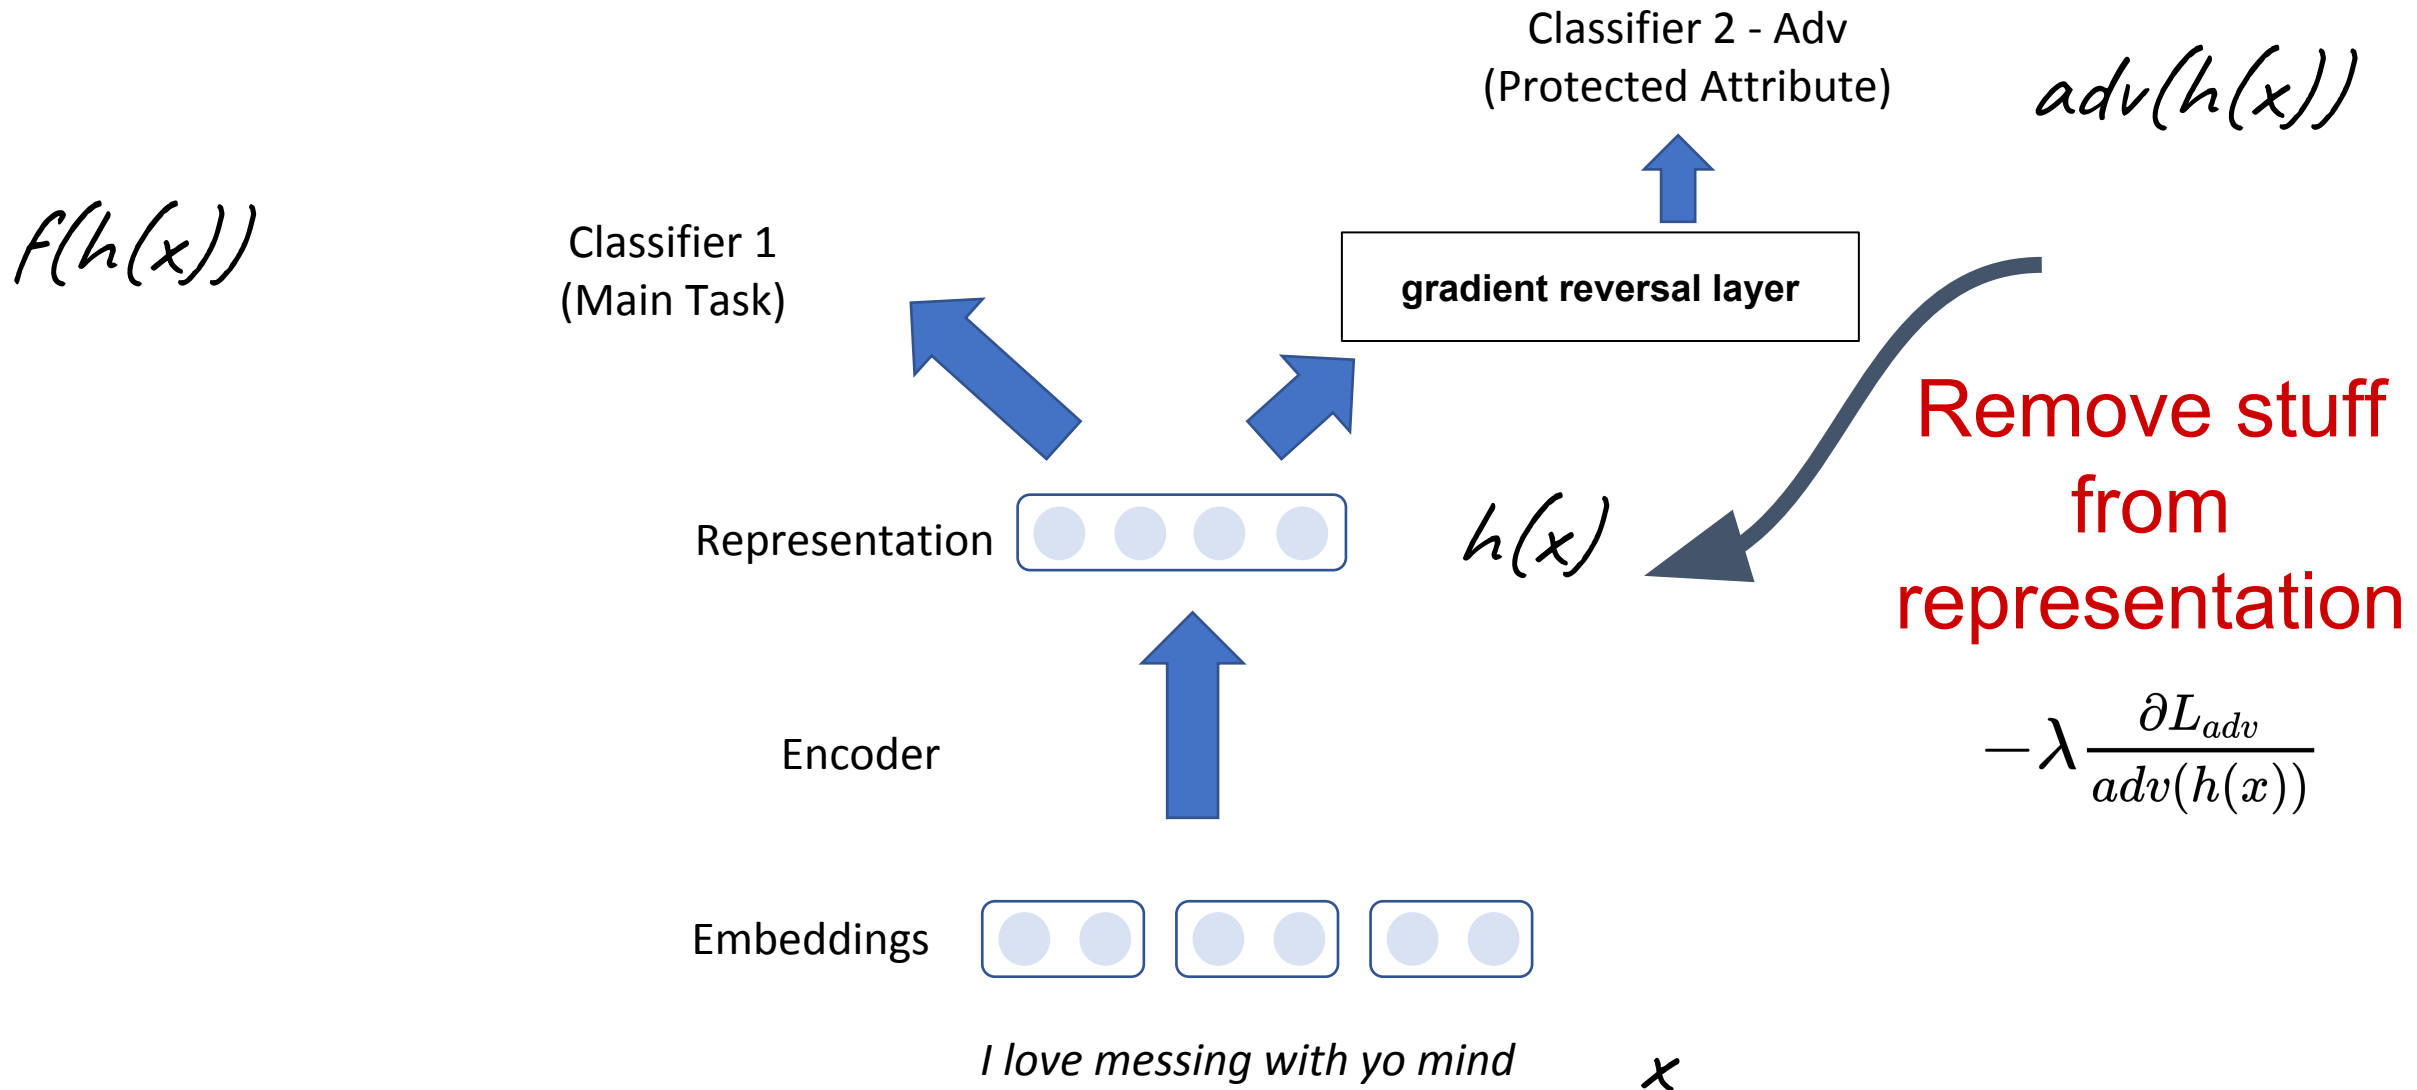 Classifier 2 - Adv
(Protected Attribute)
adv(h(x))
f(h(x))
Classifier 1
(Main Task)
gradient reversal layer
Remove stuff
from
representation
Representation
h(x)
Encoder
−λ ∂L_adv / adv(h(x))
Embeddings
I love messing with yo mind
x